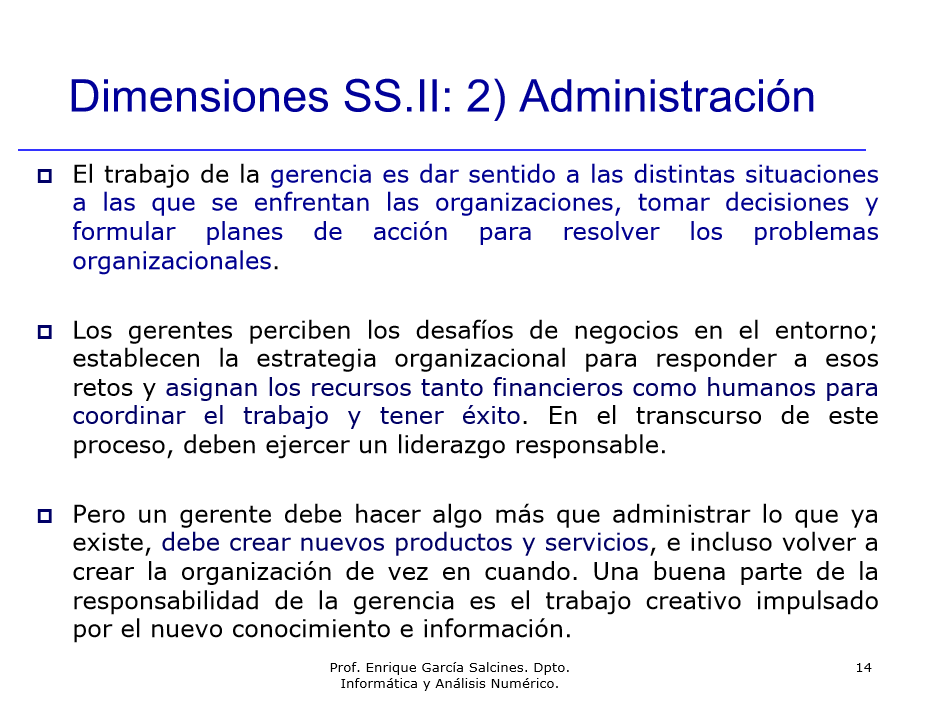 Dimensiones SS.II: 2) Administración
El trabajo de la gerencia es dar sentido a las distintas situaciones
a las que se enfrentan las organizaciones, tomar decisiones y
formular planes de acción para resolver los problemas
organizacionales.
Los gerentes perciben los desafíos de negocios en el entorno;
establecen la estrategia organizacional para responder a esos
retos y asignan los recursos tanto financieros como humanos para
coordinar el trabajo y tener éxito. En el transcurso de este
proceso, deben ejercer un liderazgo responsable.
Pero un gerente debe hacer algo más que administrar lo que ya
existe, debe crear nuevos productos y servicios, e incluso volver a
crear la organización de vez en cuando. Una buena parte de la
responsabilidad de la gerencia es el trabajo creativo impulsado
por el nuevo conocimiento e información.
Prof. Enrique García Salcines. Dpto.
Informática y Análisis Numérico.
14